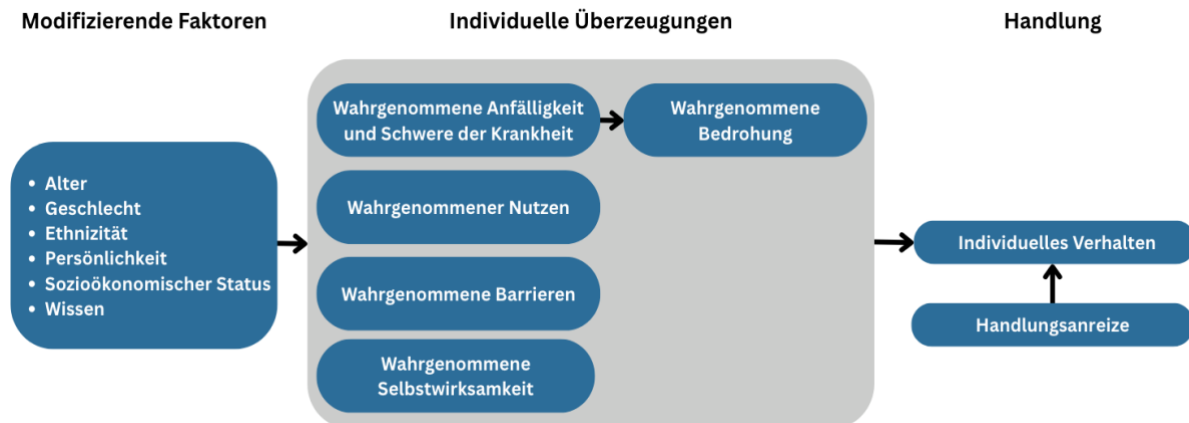 Modifizierende Faktoren
Individuelle Überzeugungen
Handlung
• Alter
• Geschlecht
• Ethnizität
• Persönlichkeit
• Sozioökonomischer Status
• Wissen
Wahrgenommene Anfälligkeit
und Schwere der Krankheit
Wahrgenommene
Bedrohung
Wahrgenommener Nutzen
Wahrgenommene Barrieren
Wahrgenommene
Selbstwirksamkeit
Individuelles Verhalten
Handlungsanreize